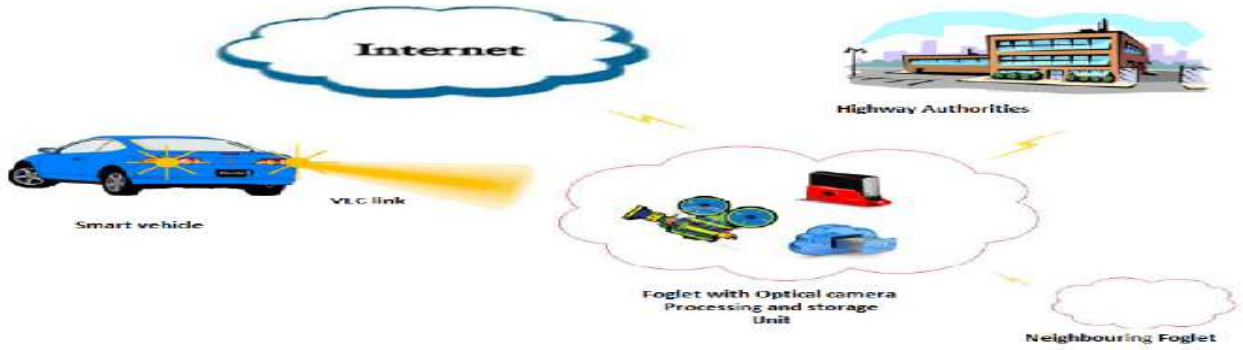 Internet
Highway Authorities
VLC link
Smart vehicle
Foglet with Optical camera
Processing and storage
Unit
Neighbouring Foglet